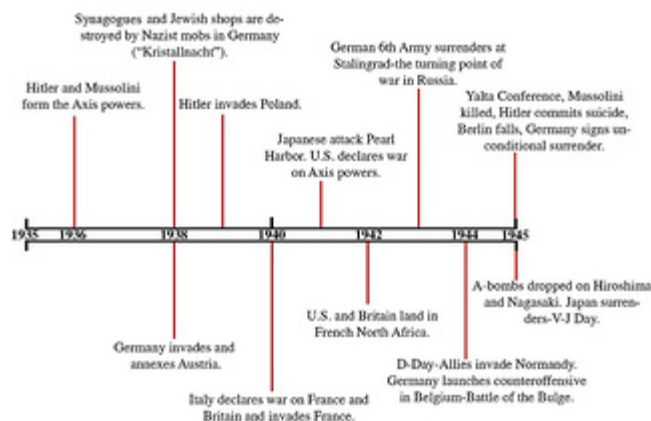 Synagogues and Jewish shops are de-
stroyed by Nazist mobs in Germany
("Kristallnacht").
German 6th Army surrenders at
Stalingrad-the turning point of
war in Russia.
Hitler and Mussolini
form the Axis powers.
Hitler invades Poland.
Yalta Conference, Mussolini
killed, Hitler commits suicide,
Berlin falls, Germany signs un-
conditional surrender.
Japanese attack Pearl
Harbor. U.S. declares war
on Axis powers.
1935 1936 1938 1940 1942 1944 1945
A-bombs dropped on Hiroshima
and Nagasaki. Japan surren-
ders-V-J Day.
U.S. and Britain land in
French North Africa.
Germany invades and
annexes Austria.
D-Day-Allies invade Normandy.
Germany launches counteroffensive
in Belgium-Battle of the Bulge.
Italy declares war on France and
Britain and invades France.